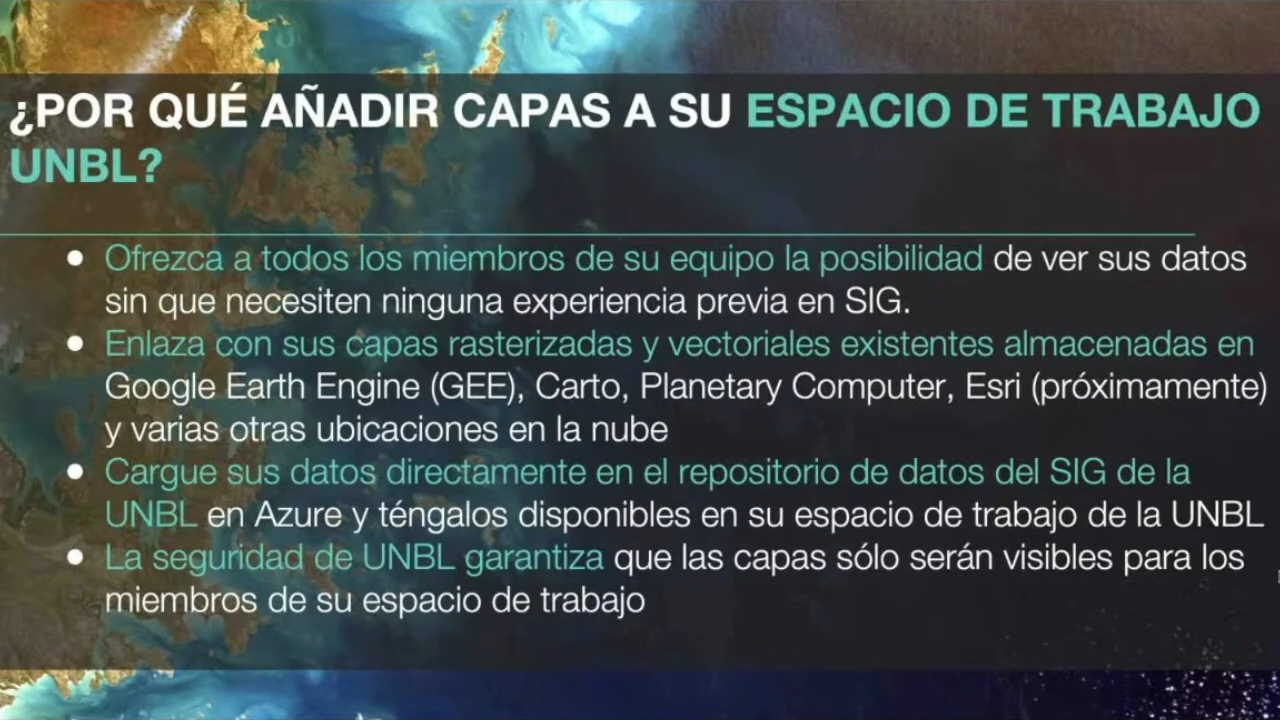 ¿POR QUÉ AÑADIR CAPAS A SU ESPACIO DE TRABAJO
UNBL?
● Ofrezca a todos los miembros de su equipo la posibilidad de ver sus datos
sin que necesiten ninguna experiencia previa en SIG.
● Enlaza con sus capas rasterizadas y vectoriales existentes almacenadas en
Google Earth Engine (GEE), Carto, Planetary Computer, Esri (próximamente)
y varias otras ubicaciones en la nube
● Cargue sus datos directamente en el repositorio de datos del SIG de la
UNBL en Azure y téngalos disponibles en su espacio de trabajo de la UNBL
● La seguridad de UNBL garantiza que las capas sólo serán visibles para los
miembros de su espacio de trabajo